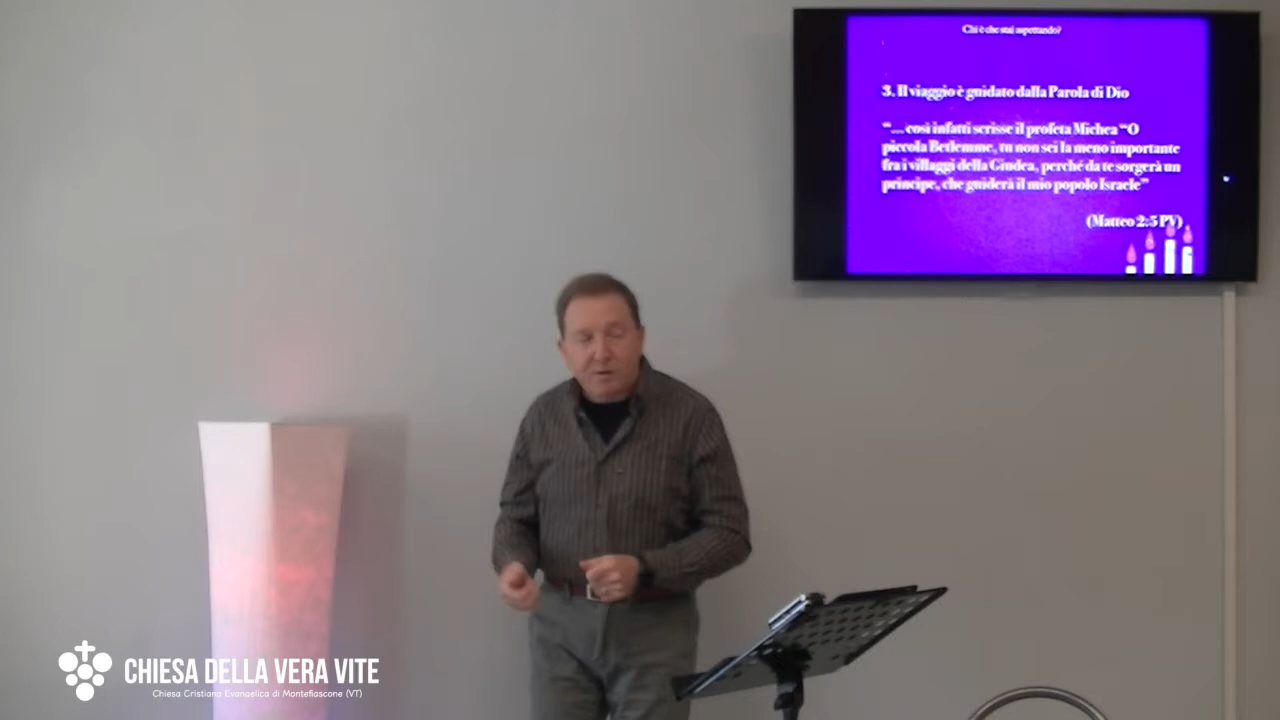 Chi è che stai aspettando?
3. Il viaggio è guidato dalla Parola di Dio
“... così infatti scrisse il profeta Michea “O
piccola Betlemme, tu non sei la meno importante
fra i villaggi della Giudea, perché da te sorgerà un
principe, che guiderà il mio popolo Israele”
(Matteo 2:5 PV)
CHIESA DELLA VERA VITE
Chiesa Cristiana Evangelica di Montefiascone (VT)